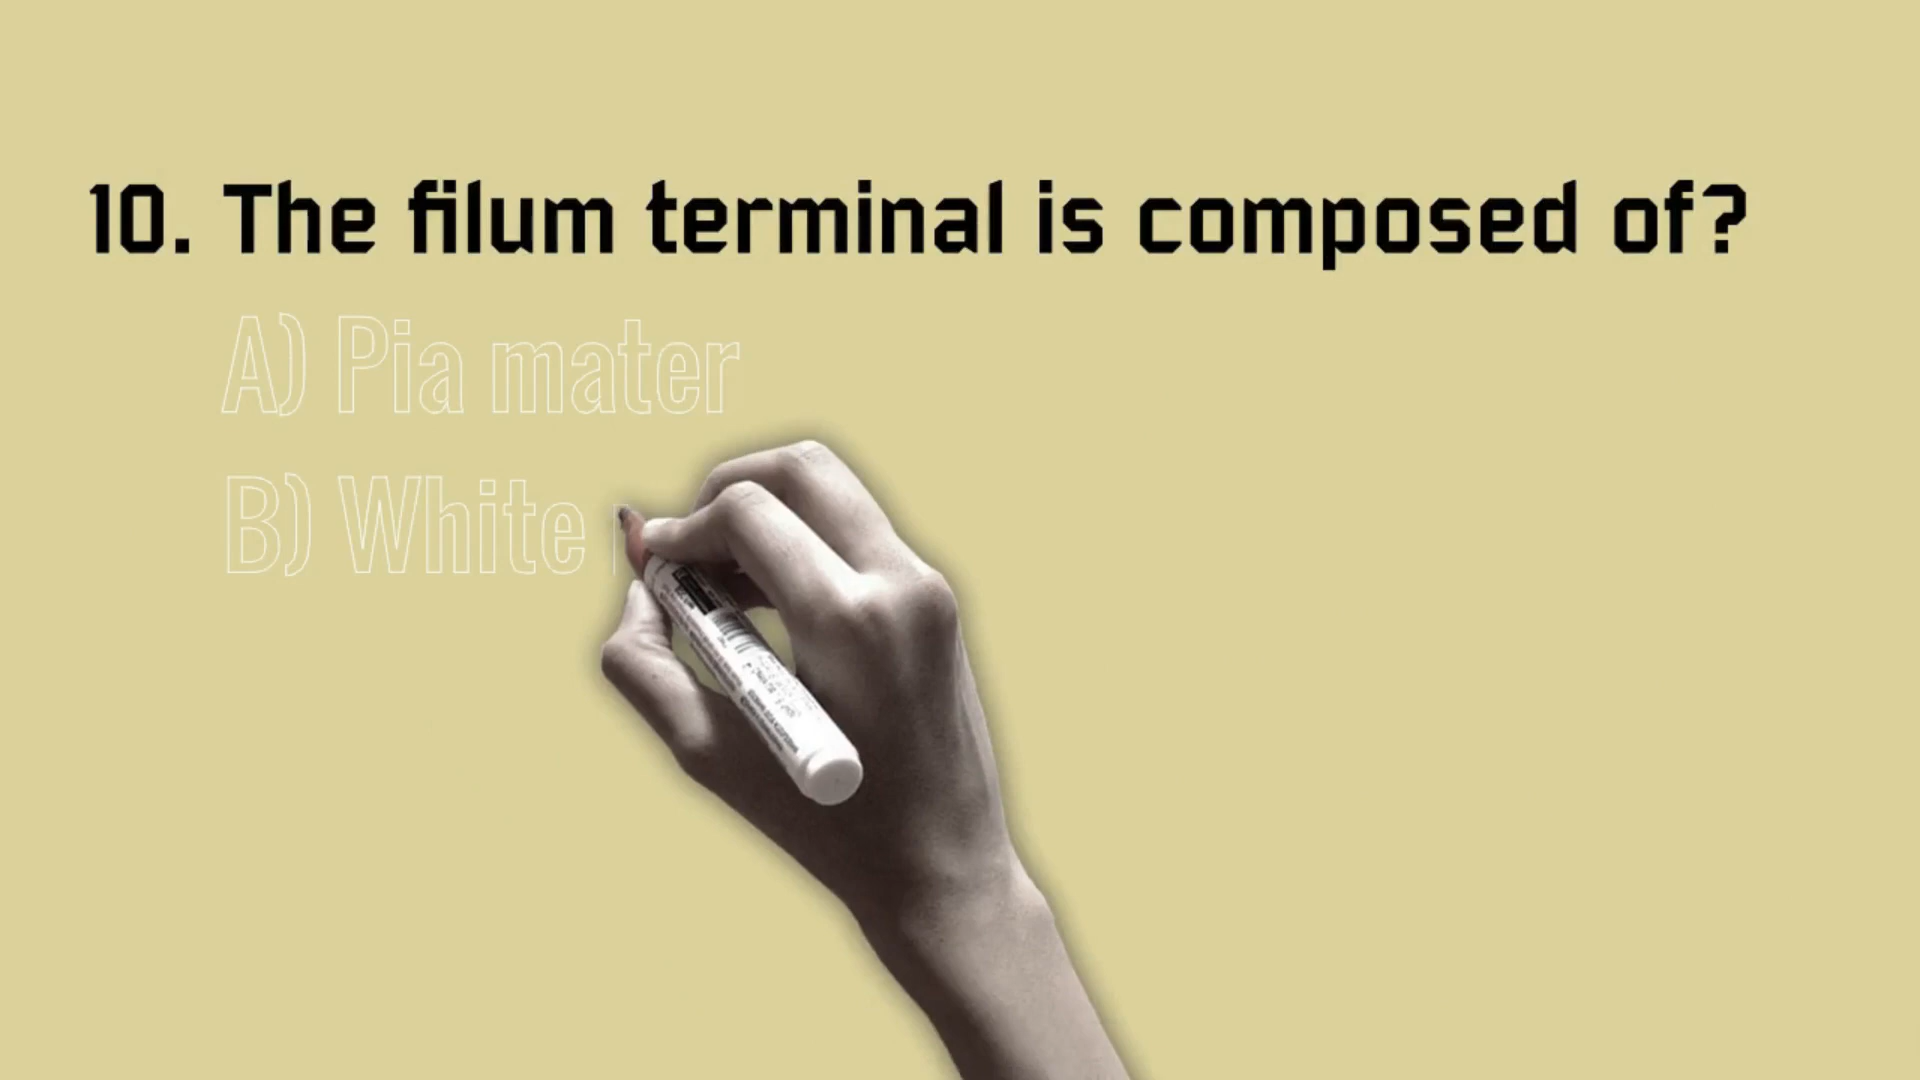 10. The filum terminal is composed of?
A) Pia mater
B) White